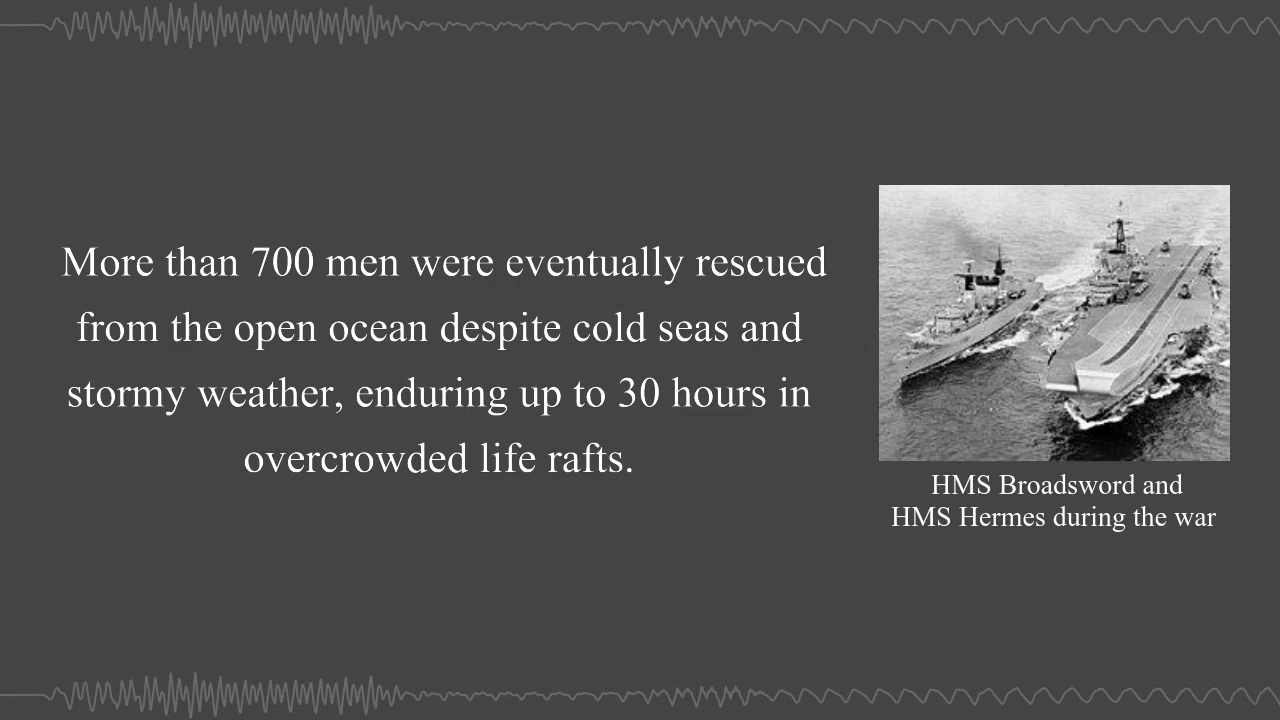 More than 700 men were eventually rescued
from the open ocean despite cold seas and
stormy weather, enduring up to 30 hours in
overcrowded life rafts.
HMS Broadsword and
HMS Hermes during the war